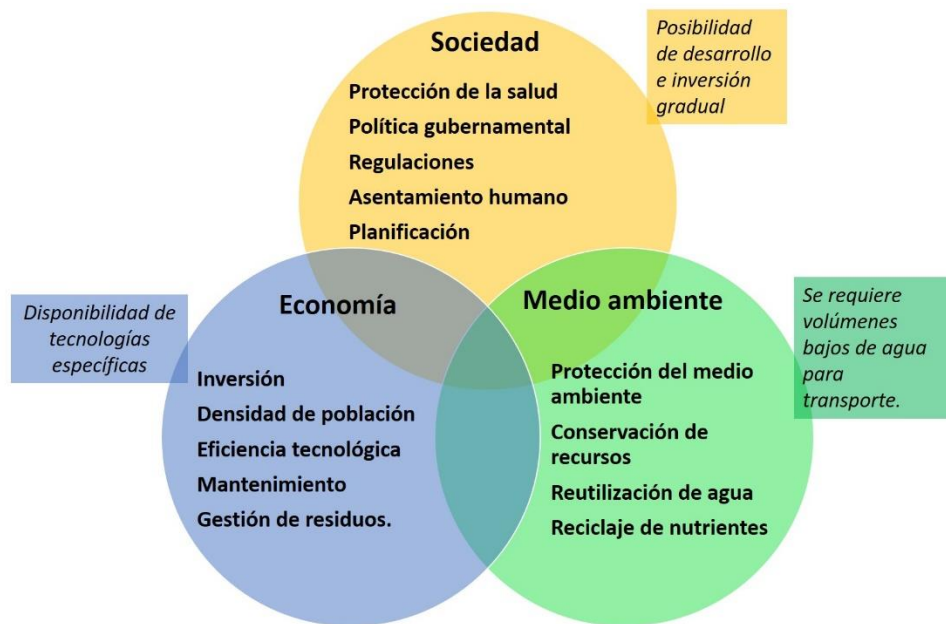 Sociedad
Protección de la salud
Política gubernamental
Regulaciones
Asentamiento humano
Planificación
Posibilidad
de desarrollo
e inversión
gradual
Economía
Inversión
Densidad de población
Eficiencia tecnológica
Mantenimiento
Gestión de residuos.
Disponibilidad de
tecnologías
específicas
Medio ambiente
Protección del medio
ambiente
Conservación de
recursos
Reutilización de agua
Reciclaje de nutrientes
Se requiere
volúmenes
bajos de agua
para
transporte.